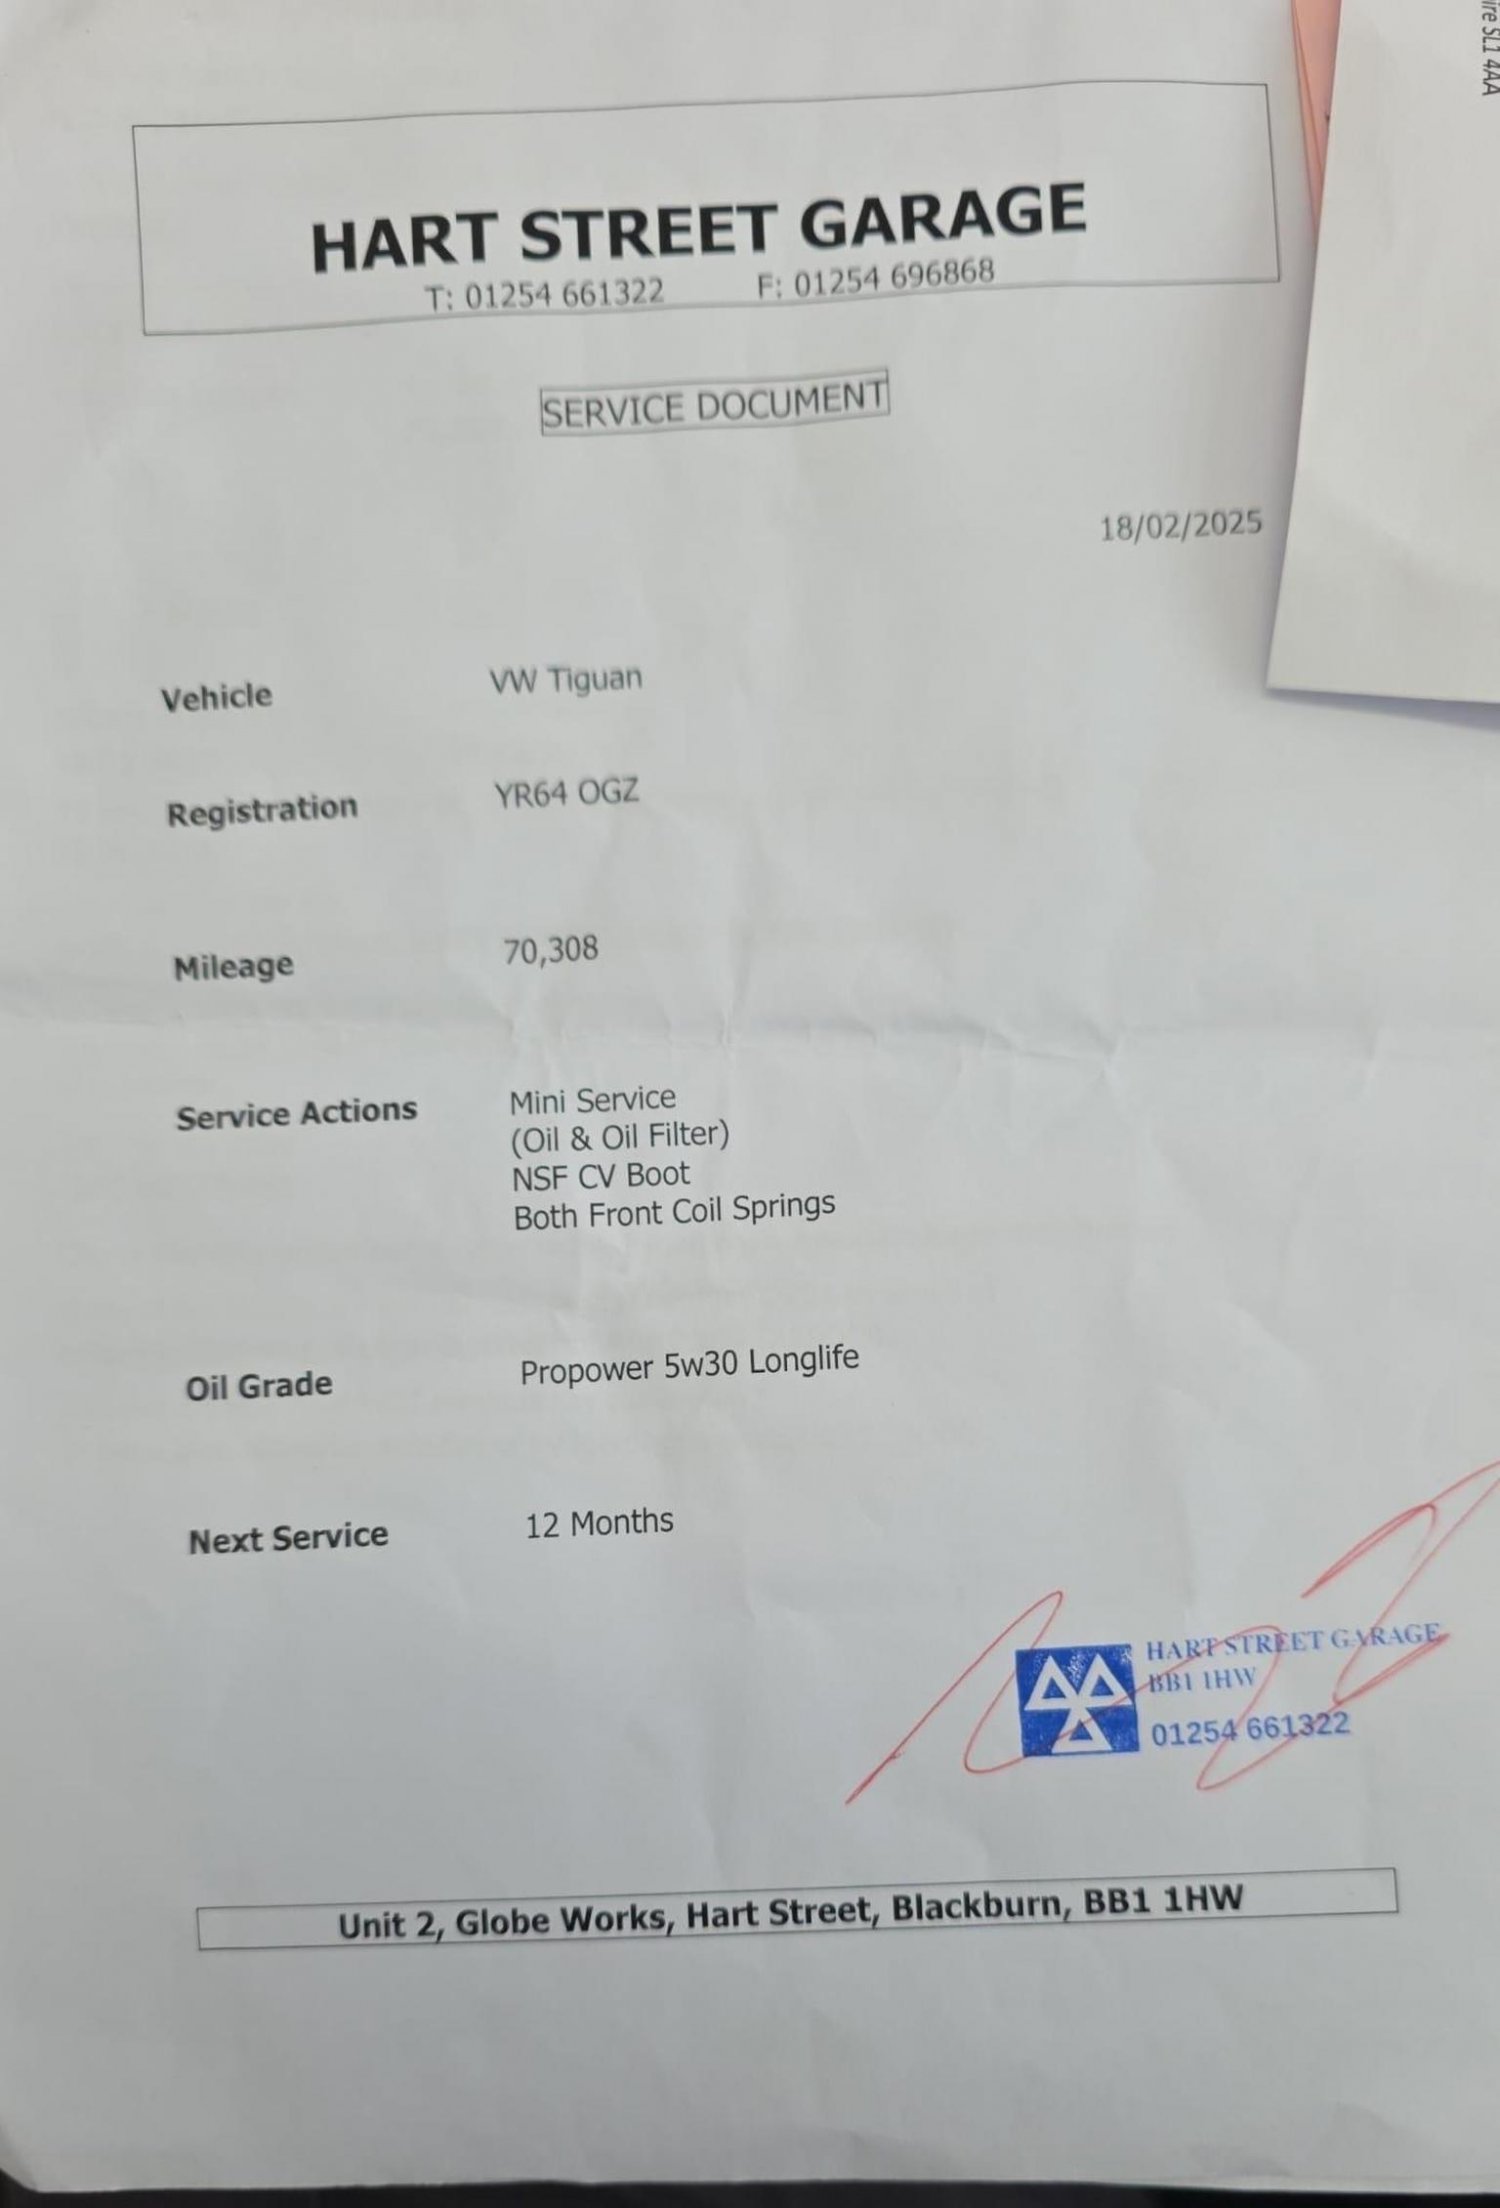 ire SL1 4AA
HART STREET GARAGE
T: 01254 661322 F: 01254 696868
SERVICE DOCUMENT
18/02/2025
Vehicle VW Tiguan
Registration YR64 OGZ
Mileage 70,308
Service Actions Mini Service
(Oil & Oil Filter)
NSF CV Boot
Both Front Coil Springs
Oil Grade Propower 5w30 Longlife
Next Service 12 Months
HART STREET GARAGE
BB1 1HW
01254 661322
Unit 2, Globe Works, Hart Street, Blackburn, BB1 1HW